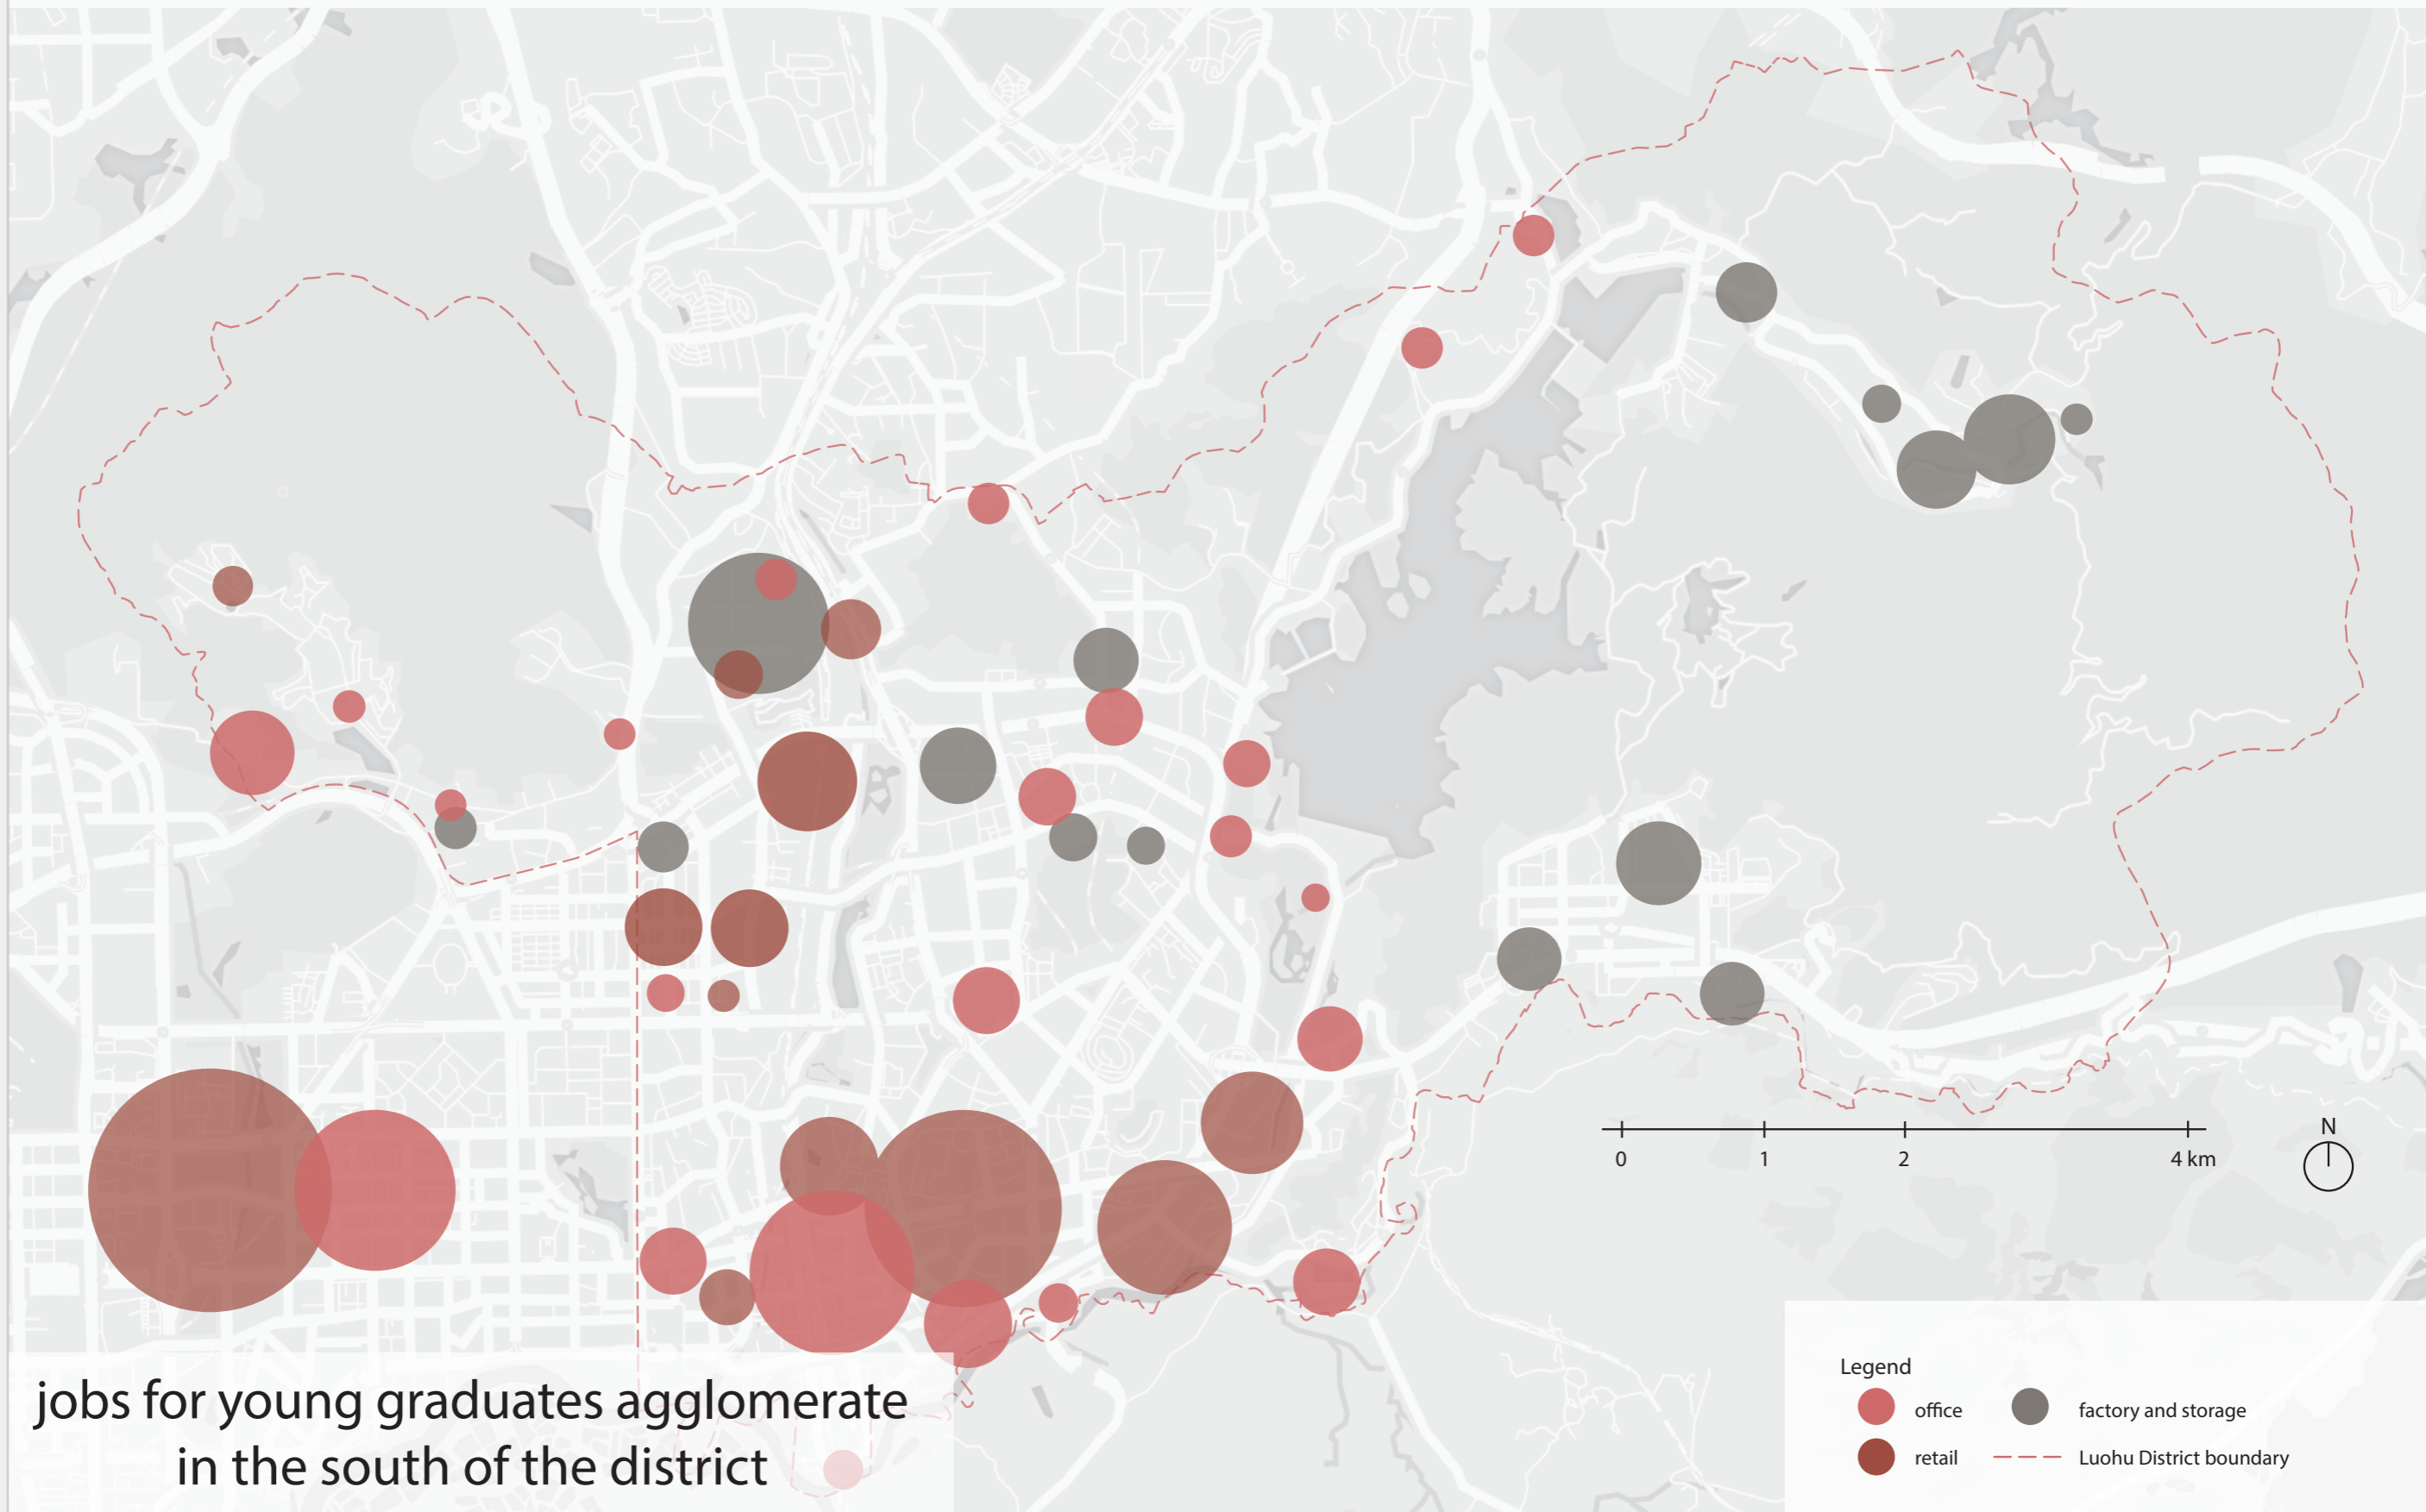 0 1 2 4 km
N
jobs for young graduates agglomerate
in the south of the district
Legend
office
factory and storage
retail
Luohu District boundary